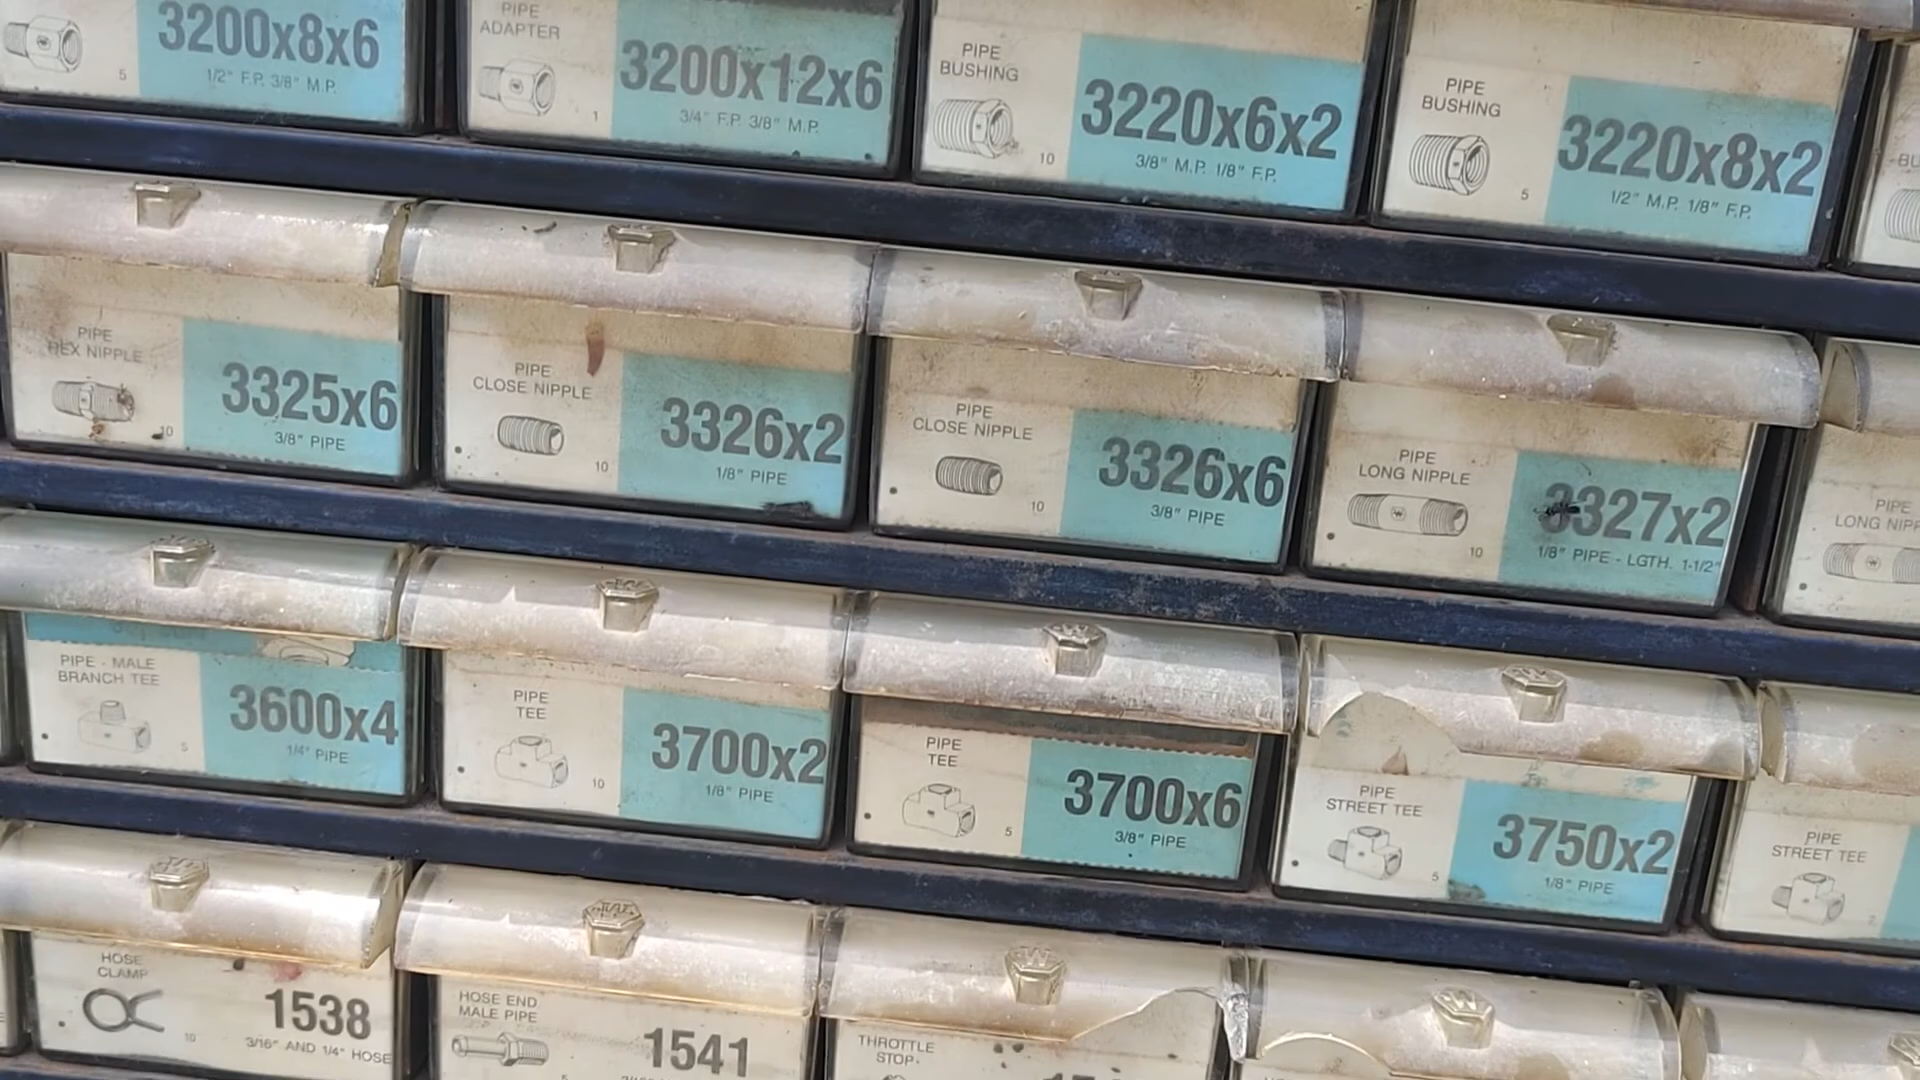 3200x8x6
5
1/2" F.P. 3/8" M.P.
PIPE
ADAPTER
3200x12x6
1
3/4" F.P. 3/8" M.P.
PIPE
BUSHING
3220x6x2
10
3/8" M.P. 1/8" F.P.
PIPE
BUSHING
3220x8x2
5
1/2" M.P. 1/8" F.P.
PIPE
HEX NIPPLE
3325x6
10
3/8" PIPE
PIPE
CLOSE NIPPLE
3326x2
10
1/8" PIPE
PIPE
CLOSE NIPPLE
3326x6
10
3/8" PIPE
PIPE
LONG NIPPLE
3327x2
10
1/8" PIPE - LGTH. 1-1/2"
PIPE
LONG NIPP
PIPE - MALE
BRANCH TEE
3600x4
5
1/4" PIPE
PIPE
TEE
3700x2
10
1/8" PIPE
PIPE
TEE
3700x6
5
3/8" PIPE
PIPE
STREET TEE
3750x2
5
1/8" PIPE
PIPE
STREET TEE
2
HOSE
CLAMP
1538
10
3/16" AND 1/4" HOSE
HOSE END
MALE PIPE
1541
THROTTLE
STOP